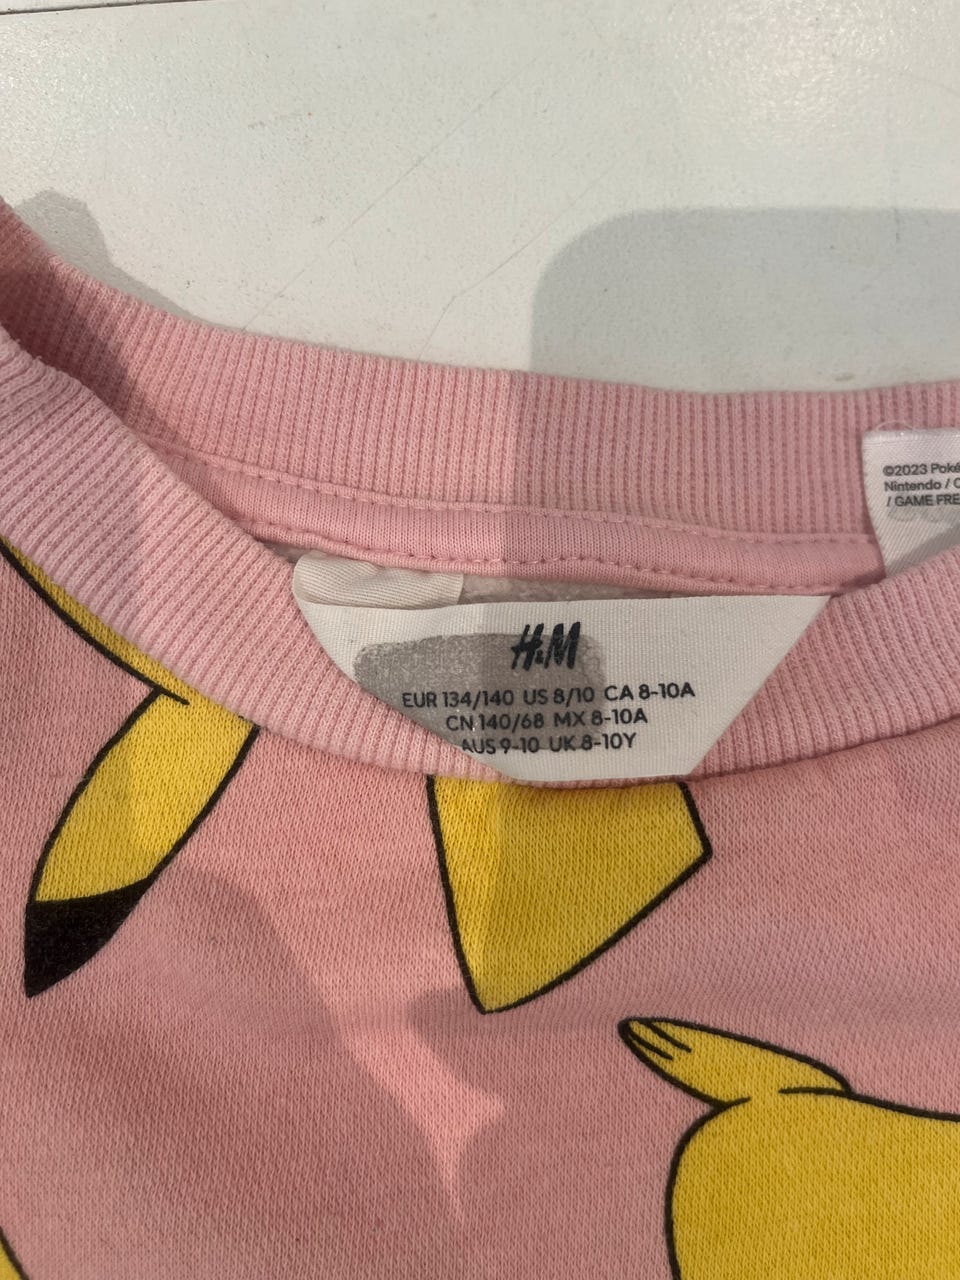 ©2023 Poké
Nintendo / C
/ GAME FRE
H&M
EUR 134/140 US 8/10 CA 8-10A
CN 140/68 MX 8-10A
AUS 9-10 UK 8-10Y